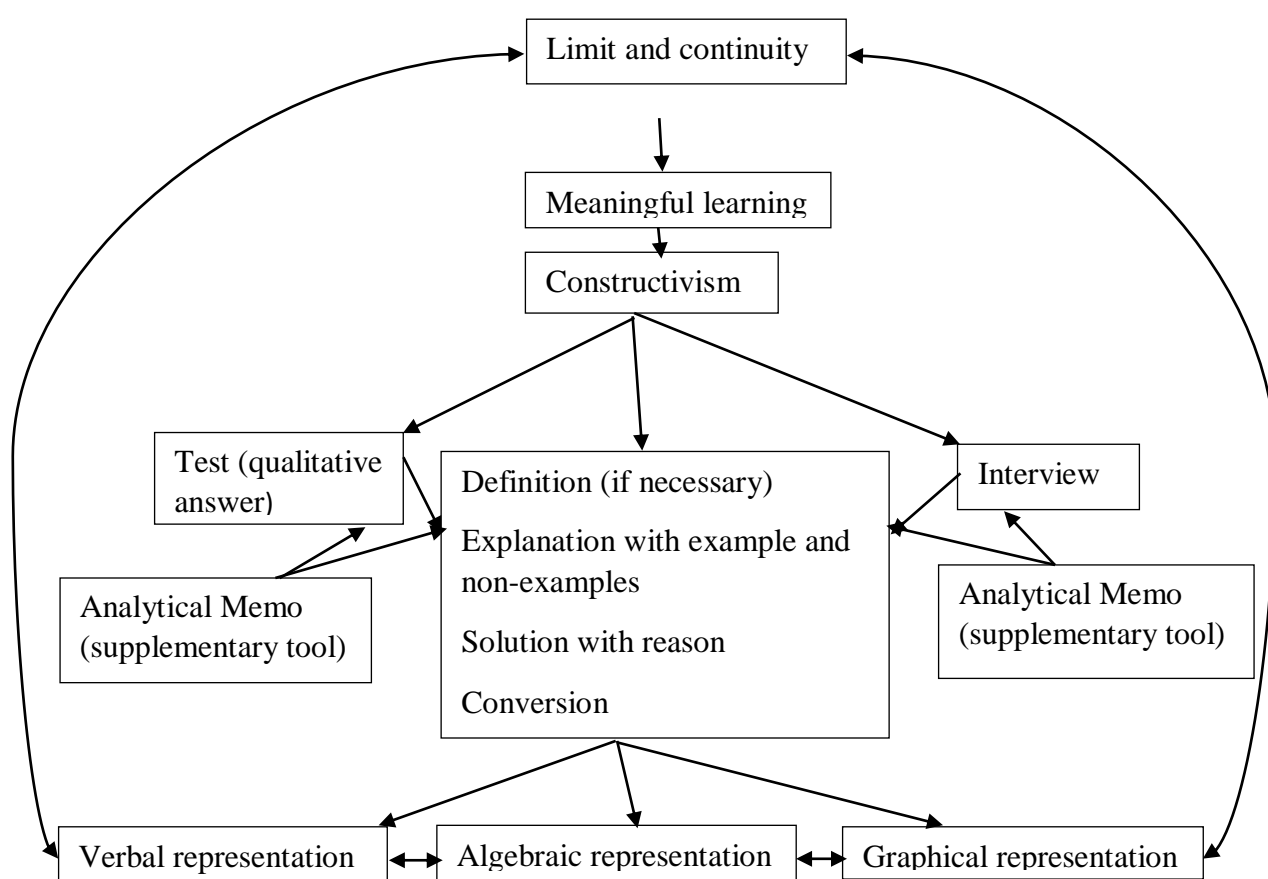 Limit and continuity
Meaningful learning
Constructivism
Test (qualitative
answer)
Definition (if necessary)
Explanation with example and
non-examples
Solution with reason
Conversion
Interview
Analytical Memo
(supplementary tool)
Analytical Memo
(supplementary tool)
Verbal representation
Algebraic representation
Graphical representation